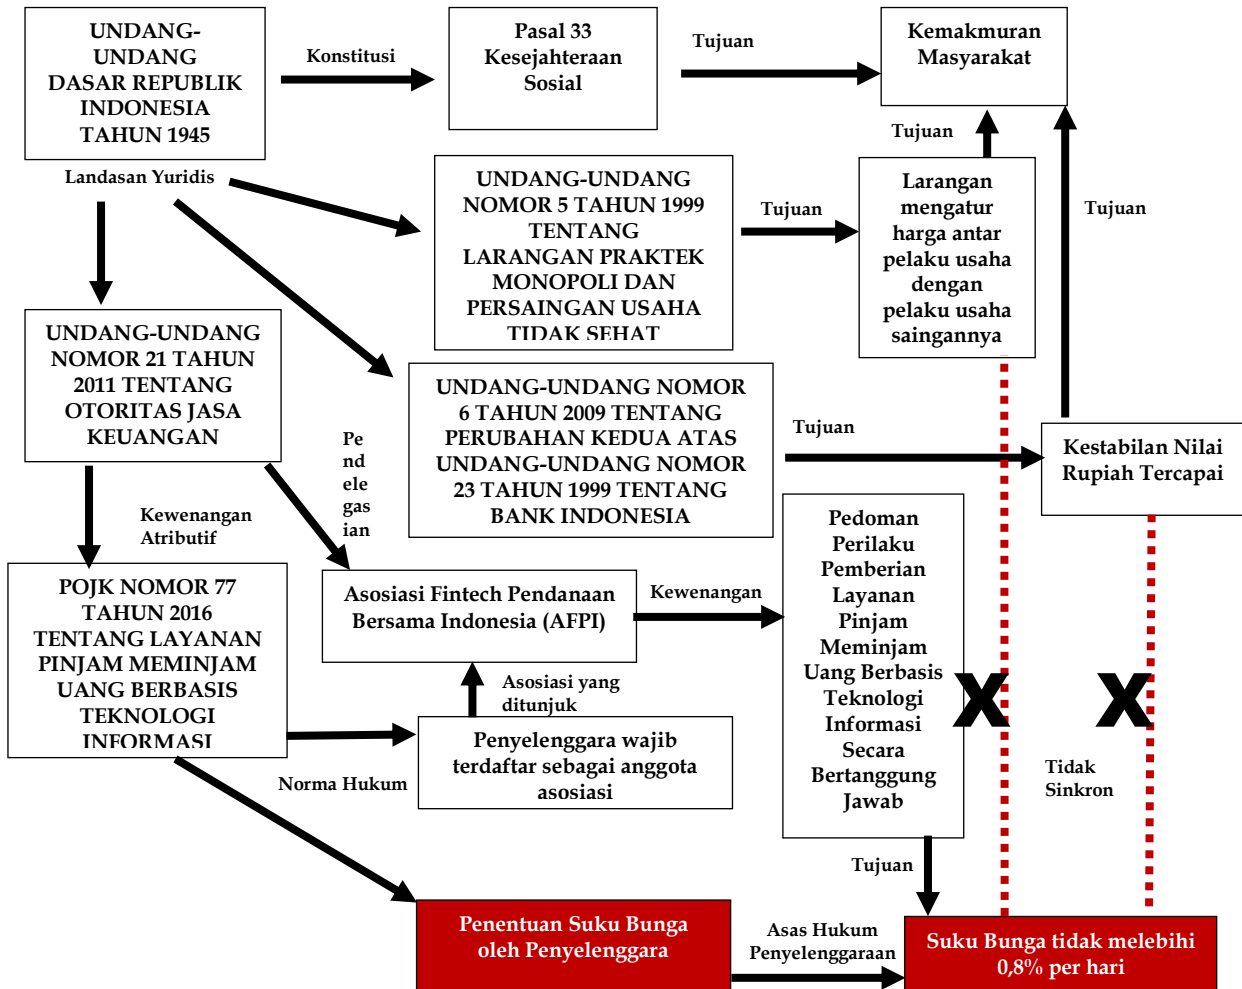 UNDANG-
UNDANG
DASAR REPUBLIK
INDONESIA
TAHUN 1945
Konstitusi
Pasal 33
Kesejahteraan
Sosial
Tujuan
Kemakmuran
Masyarakat
Landasan Yuridis
UNDANG-UNDANG
NOMOR 5 TAHUN 1999
TENTANG
LARANGAN PRAKTEK
MONOPOLI DAN
PERSAINGAN USAHA
TIDAK SEHAT
Tujuan
Tujuan
Larangan
mengatur
harga antar
pelaku usaha
dengan
pelaku usaha
saingannya
Tujuan
UNDANG-UNDANG
NOMOR 21 TAHUN
2011 TENTANG
OTORITAS JASA
KEUANGAN
Pe
nd
ele
gas
ian
UNDANG-UNDANG NOMOR
6 TAHUN 2009 TENTANG
PERUBAHAN KEDUA ATAS
UNDANG-UNDANG NOMOR
23 TAHUN 1999 TENTANG
BANK INDONESIA
Tujuan
Kestabilan Nilai
Rupiah Tercapai
Kewenangan
Atributif
POJK NOMOR 77
TAHUN 2016
TENTANG LAYANAN
PINJAM MEMINJAM
UANG BERBASIS
TEKNOLOGI
INFORMASI
Asosiasi Fintech Pendanaan
Bersama Indonesia (AFPI)
Kewenangan
Pedoman
Perilaku
Pemberian
Layanan
Pinjam
Meminjam
Uang Berbasis
Teknologi
Informasi
Secara
Bertanggung
Jawab
X
X
Asosiasi yang
ditunjuk
Norma Hukum
Penyelenggara wajib
terdaftar sebagai anggota
asosiasi
Tidak
Sinkron
Tujuan
Penentuan Suku Bunga
oleh Penyelenggara
Asas Hukum
Penyelenggaraan
Suku Bunga tidak melebihi
0,8% per hari